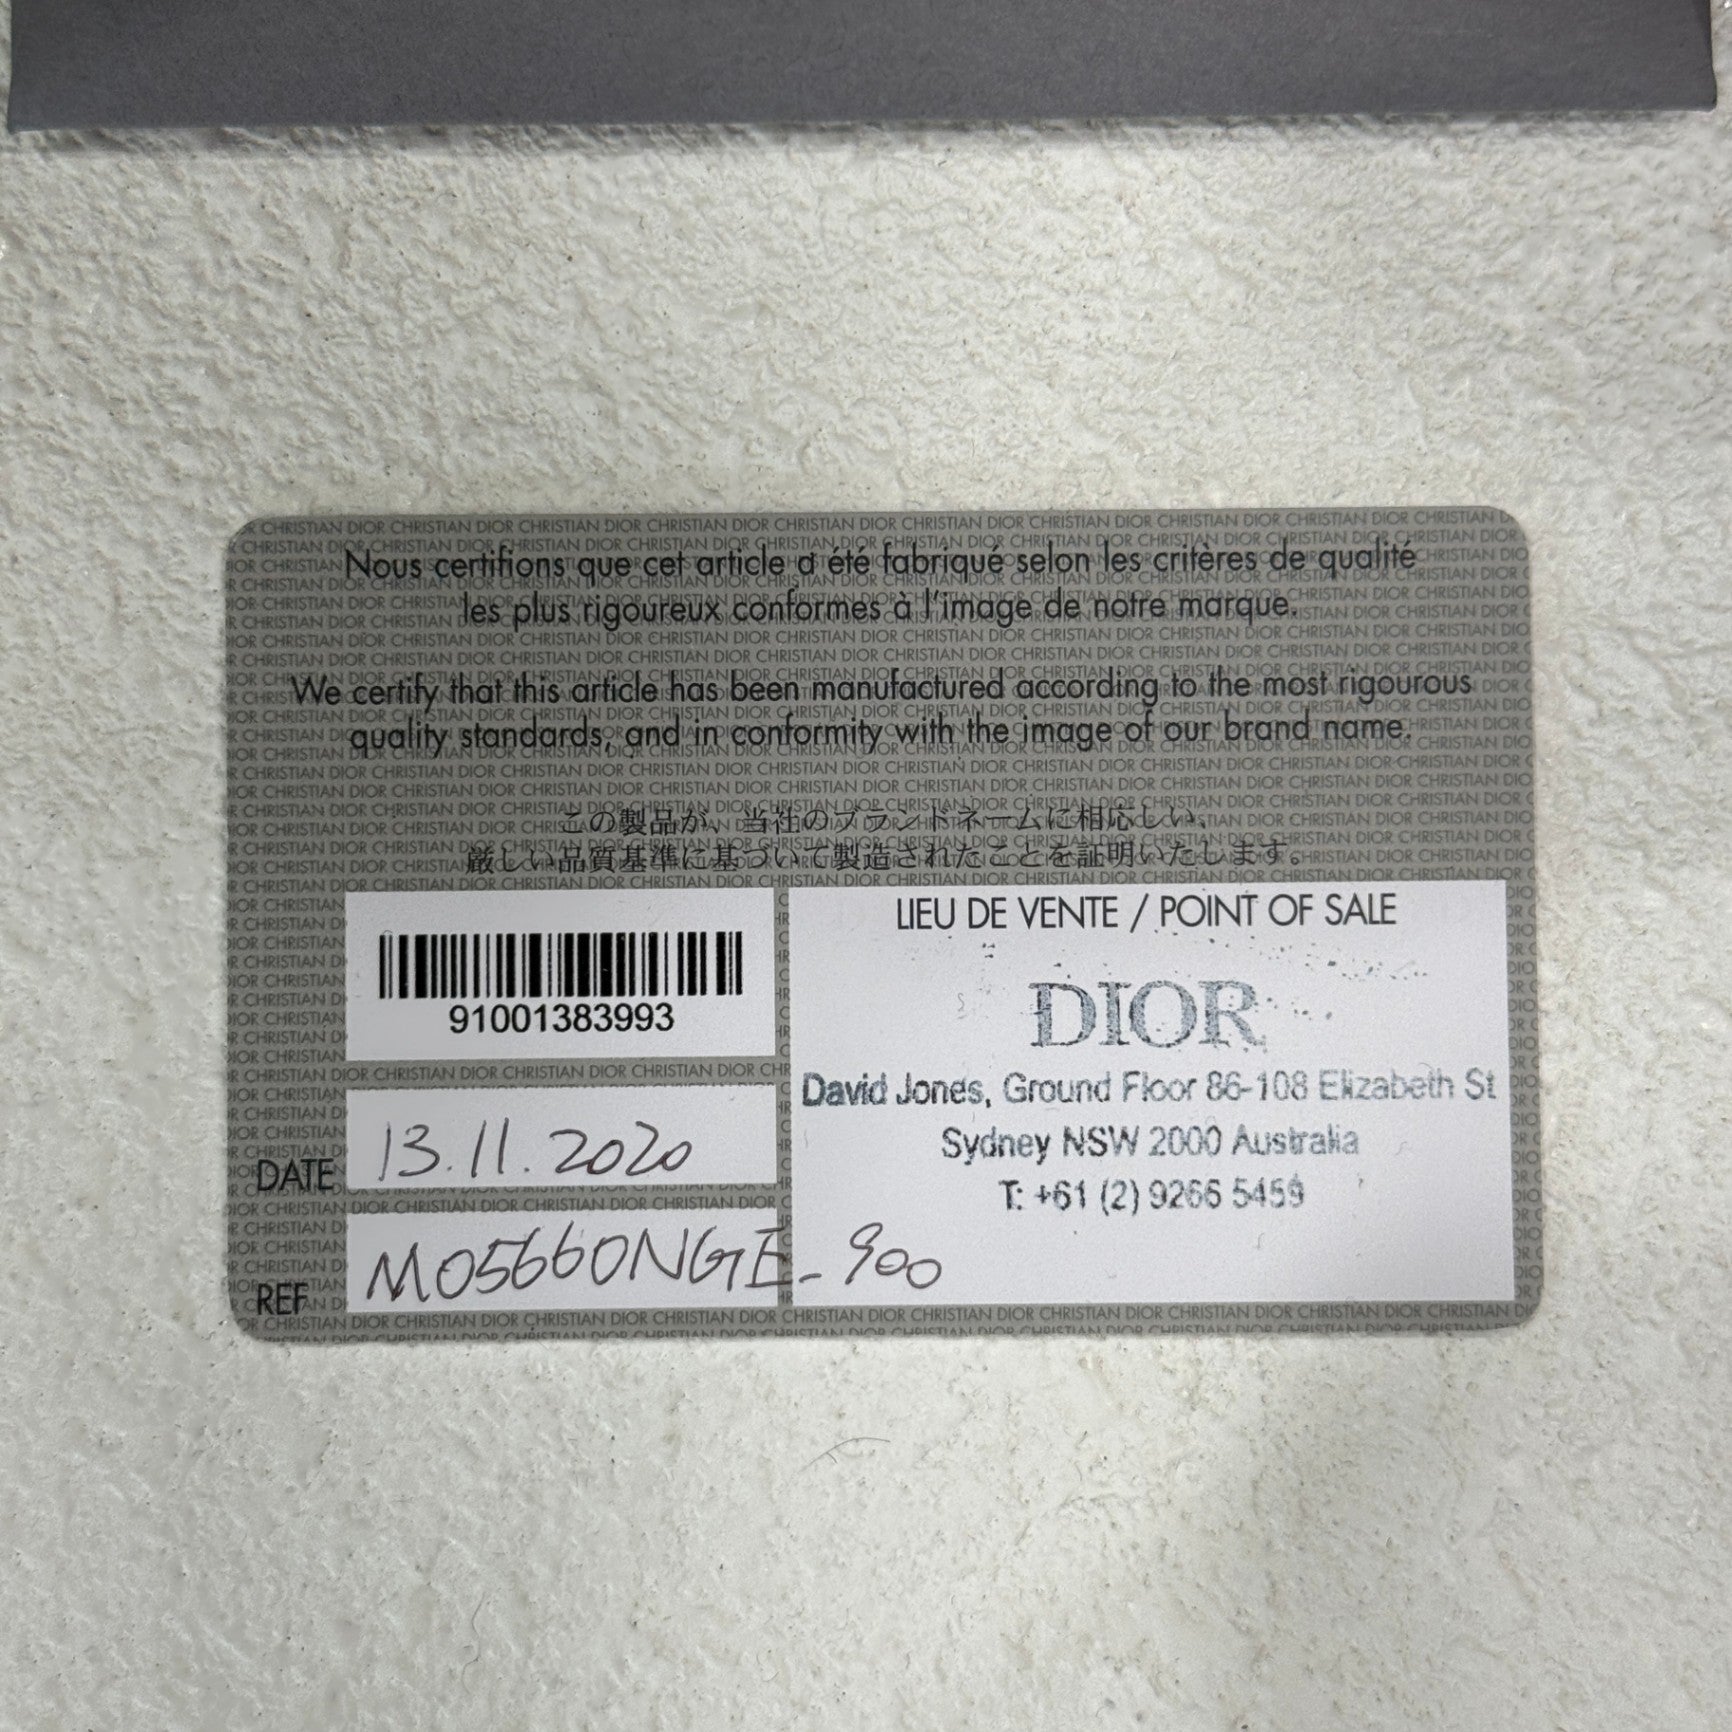 Nous certifions que cet article a été fabriqué selon les critères de qualité
les plus rigoureux conformes à l'image de notre marque.
We certify that this article has been manufactured according to the most rigourous
quality standards, and in conformity with the image of our brand name.
この製品が、当社のブランドネームに相応しい、
厳しい品質基準に基づいて製造されたことを証明いたします。
91001383993
DATE 13.11.2020
REF M05660NGE-900
LIEU DE VENTE / POINT OF SALE
DIOR
David Jones, Ground Floor 86-108 Elizabeth St
Sydney NSW 2000 Australia
T: +61 (2) 9266 5459